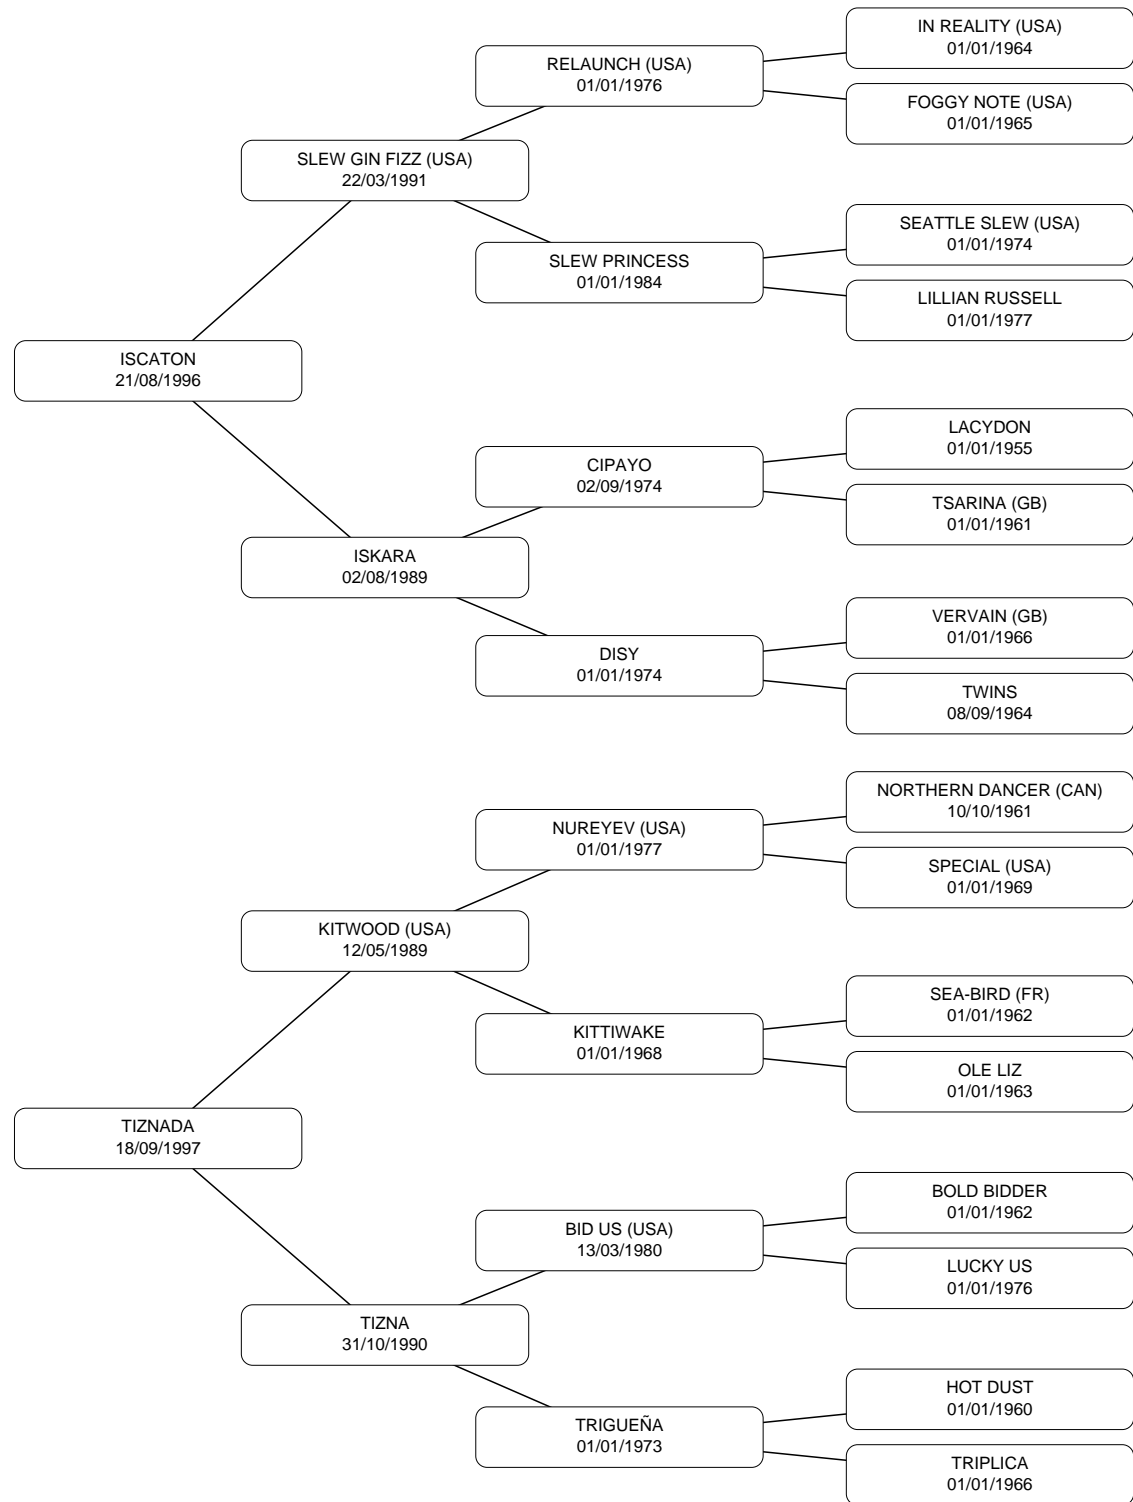 IN REALITY (USA)
01/01/1964
RELAUNCH (USA)
01/01/1976
FOGGY NOTE (USA)
01/01/1965
SLEW GIN FIZZ (USA)
22/03/1991
SEATTLE SLEW (USA)
01/01/1974
SLEW PRINCESS
01/01/1984
LILLIAN RUSSELL
01/01/1977
ISCATON
21/08/1996
LACYDON
01/01/1955
CIPAYO
02/09/1974
TSARINA (GB)
01/01/1961
ISKARA
02/08/1989
VERVAIN (GB)
01/01/1966
DISY
01/01/1974
TWINS
08/09/1964
NORTHERN DANCER (CAN)
10/10/1961
NUREYEV (USA)
01/01/1977
SPECIAL (USA)
01/01/1969
KITWOOD (USA)
12/05/1989
SEA-BIRD (FR)
01/01/1962
KITTIWAKE
01/01/1968
OLE LIZ
01/01/1963
TIZNADA
18/09/1997
BOLD BIDDER
01/01/1962
BID US (USA)
13/03/1980
LUCKY US
01/01/1976
TIZNA
31/10/1990
HOT DUST
01/01/1960
TRIGUEÑA
01/01/1973
TRIPLICA
01/01/1966